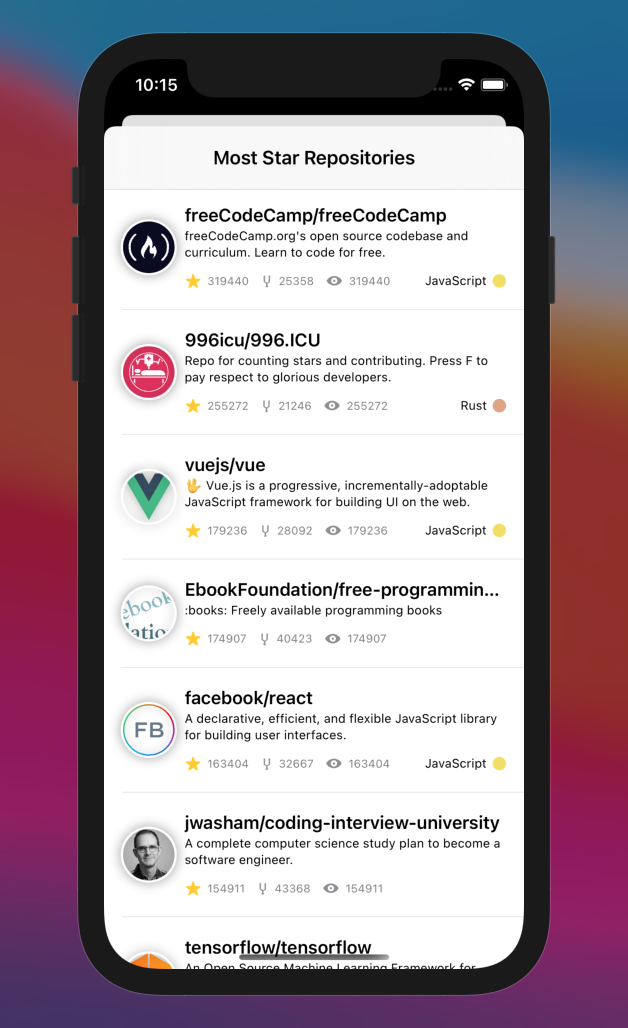 10:15
Most Star Repositories
freeCodeCamp/freeCodeCamp
freeCodeCamp.org's open source codebase and
curriculum. Learn to code for free.
319440 25358 319440 JavaScript
996icu/996.ICU
Repo for counting stars and contributing. Press F to
pay respect to glorious developers.
255272 21246 255272 Rust
vuejs/vue
🖖 Vue.js is a progressive, incrementally-adoptable
JavaScript framework for building UI on the web.
179236 28092 179236 JavaScript
EbookFoundation/free-programmin...
:books: Freely available programming books
ebook
datio
174907 40423 174907
facebook/react
A declarative, efficient, and flexible JavaScript library
for building user interfaces.
FB
163404 32667 163404 JavaScript
jwasham/coding-interview-university
A complete computer science study plan to become a
software engineer.
154911 43368 154911
tensorflow/tensorflow
An Open Source Machine Learning Framework for